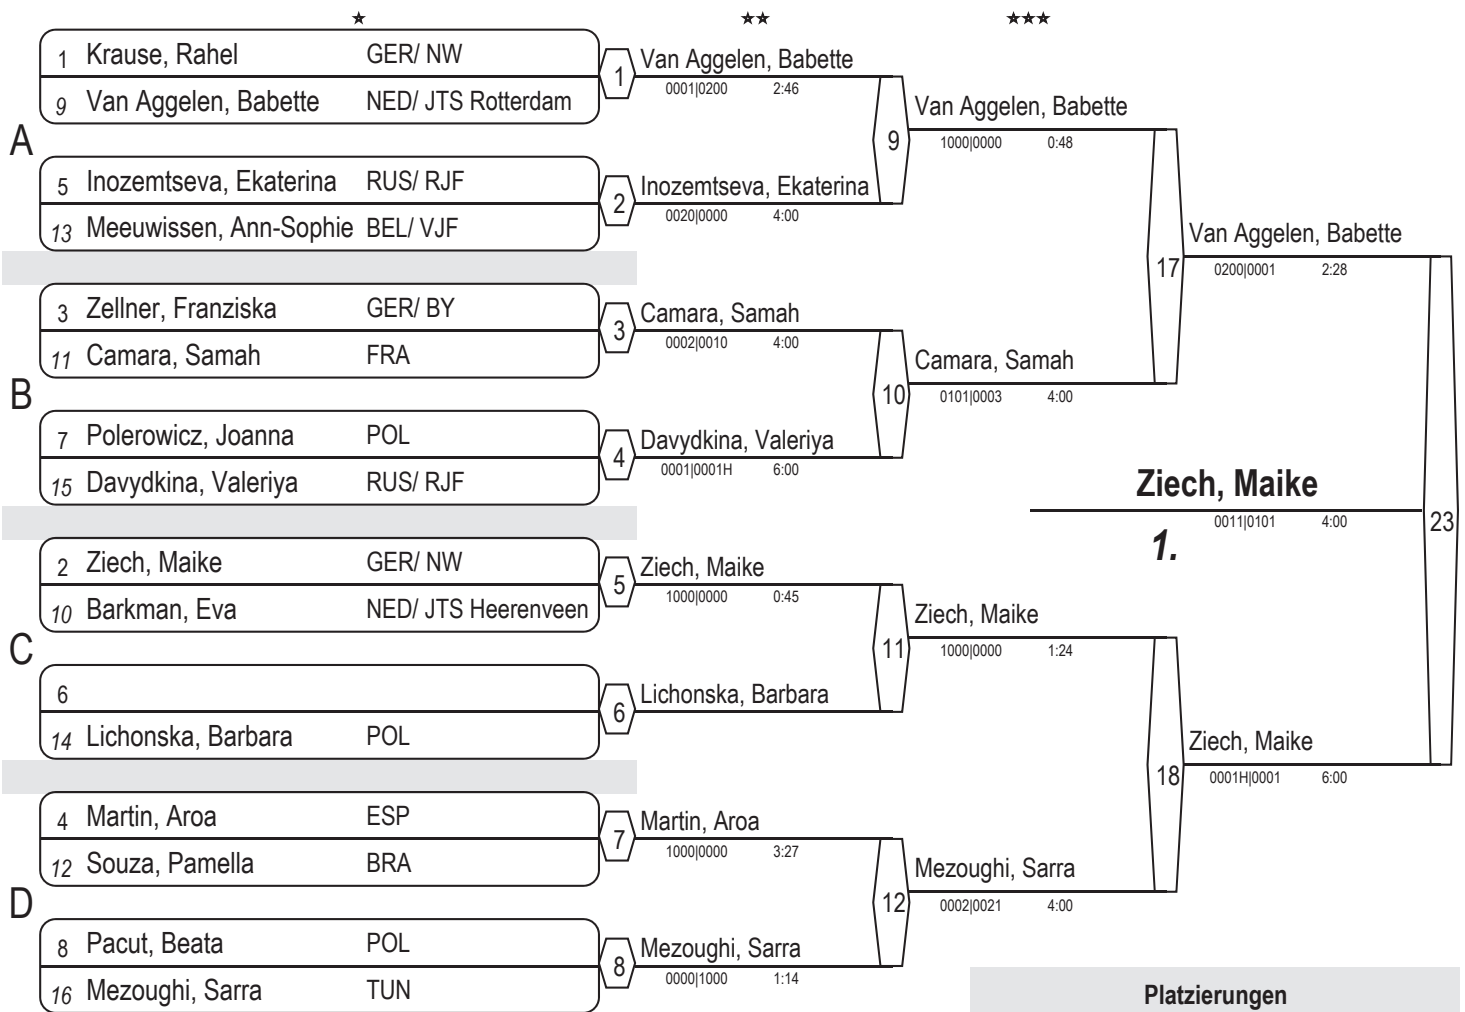 ★ ★★ ★★★
1 Krause, Rahel GER/ NW
9 Van Aggelen, Babette NED/ JTS Rotterdam
1 Van Aggelen, Babette
0001|0200 2:46
A
5 Inozemtseva, Ekaterina RUS/ RJF
13 Meeuwissen, Ann-Sophie BEL/ VJF
2 Inozemtseva, Ekaterina
0020|0000 4:00
9 Van Aggelen, Babette
1000|0000 0:48
3 Zellner, Franziska GER/ BY
11 Camara, Samah FRA
3 Camara, Samah
0002|0010 4:00
B
7 Polerowicz, Joanna POL
15 Davydkina, Valeriya RUS/ RJF
4 Davydkina, Valeriya
0001|0001H 6:00
10 Camara, Samah
0101|0003 4:00
17 Van Aggelen, Babette
0200|0001 2:28
2 Ziech, Maike GER/ NW
10 Barkman, Eva NED/ JTS Heerenveen
5 Ziech, Maike
1000|0000 0:45
C
6
14 Lichonska, Barbara POL
6 Lichonska, Barbara
11 Ziech, Maike
1000|0000 1:24
4 Martin, Aroa ESP
12 Souza, Pamella BRA
7 Martin, Aroa
1000|0000 3:27
D
8 Pacut, Beata POL
16 Mezoughi, Sarra TUN
8 Mezoughi, Sarra
0000|1000 1:14
12 Mezoughi, Sarra
0002|0021 4:00
18 Ziech, Maike
0001H|0001 6:00
23
Ziech, Maike
0011|0101 4:00
1.
Platzierungen